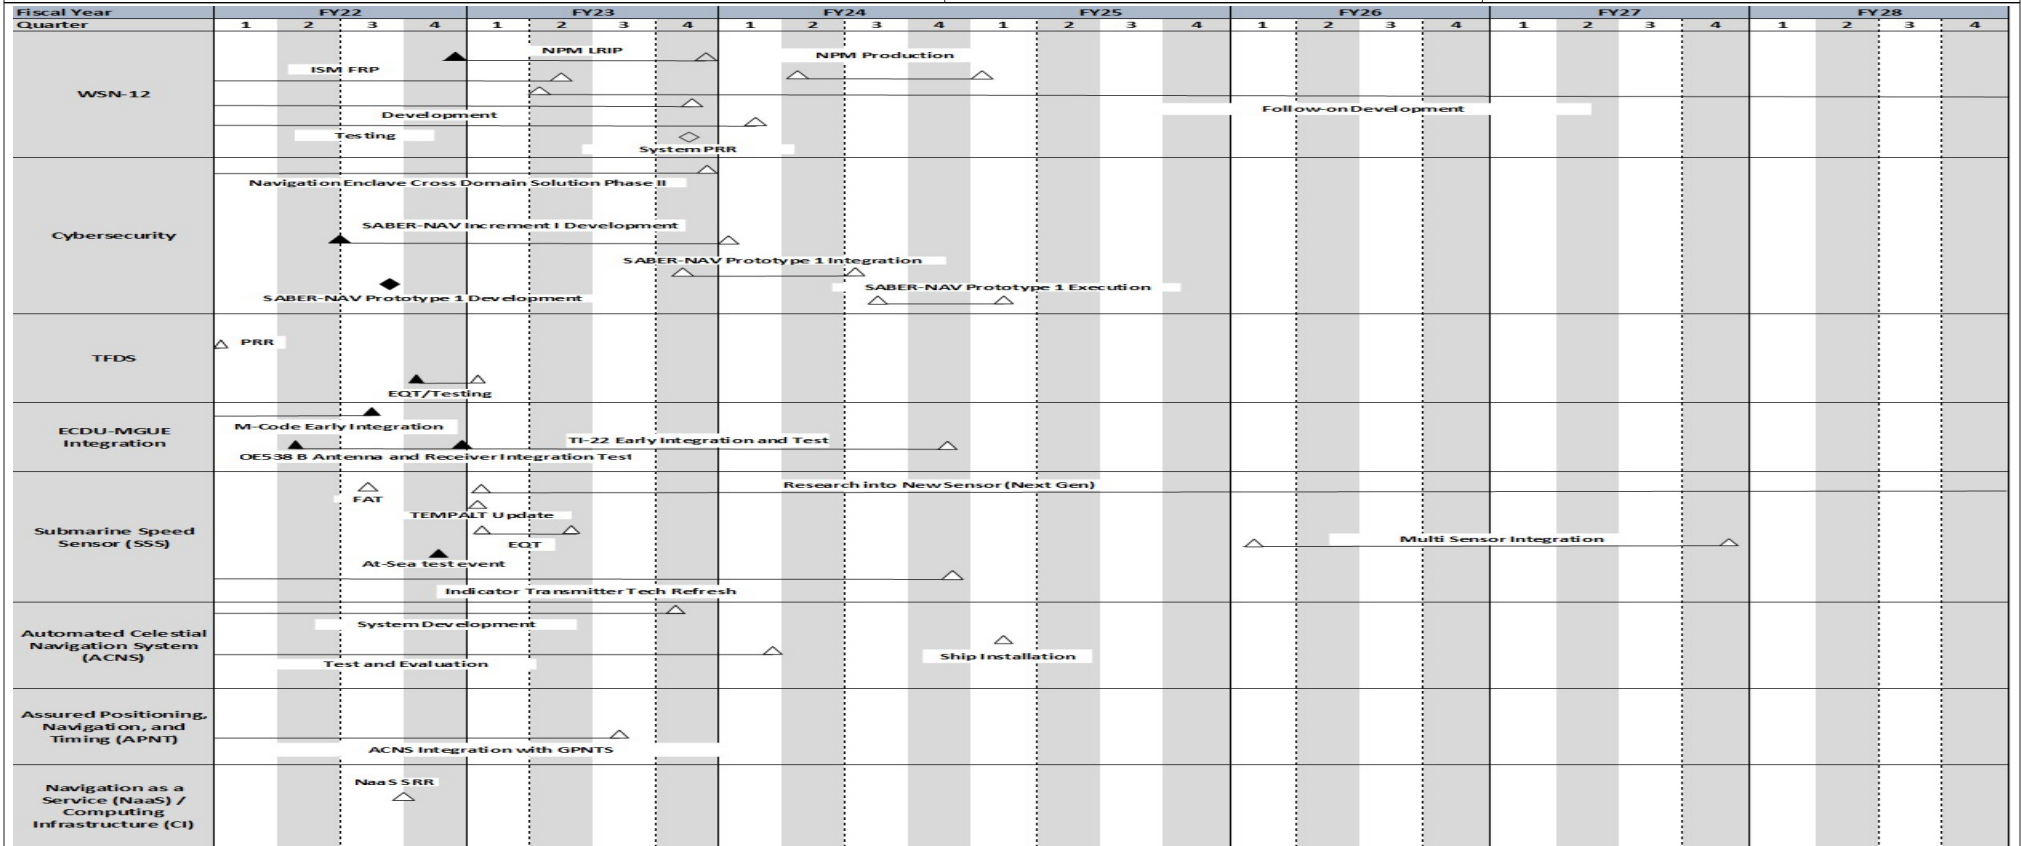 Fiscal Year FY22 FY23 FY24 FY25 FY26 FY27 FY28
Quarter 1 2 3 4 1 2 3 4 1 2 3 4 1 2 3 4 1 2 3 4 1 2 3 4 1 2 3 4
WSN-12
NPM LRIP
NPM Production
ISM FRP
Follow-on Development
Development
Testing
System PRR
Cybersecurity
Navigation Enclave Cross Domain Solution Phase II
SABER-NAV Increment I Development
SABER-NAV Prototype 1 Integration
SABER-NAV Prototype 1 Execution
SABER-NAV Prototype 1 Development
TFDS
PRR
EQT/Testing
ECDU-MGUE
Integration
M-Code Early Integration
TI-22 Early Integration and Test
OE538 B Antenna and Receiver Integration Test
Submarine Speed
Sensor (SSS)
Research into New Sensor (Next Gen)
FAT
TEMPALT Update
EQT
Multi Sensor Integration
At-Sea test event
Indicator Transmitter Tech Refresh
Automated Celestial
Navigation System
(ACNS)
System Development
Ship Installation
Test and Evaluation
Assured Positioning,
Navigation, and
Timing (APNT)
ACNS Integration with GPNTS
Navigation as a
Service (NaaS) /
Computing
Infrastructure (CI)
NaaS SRR